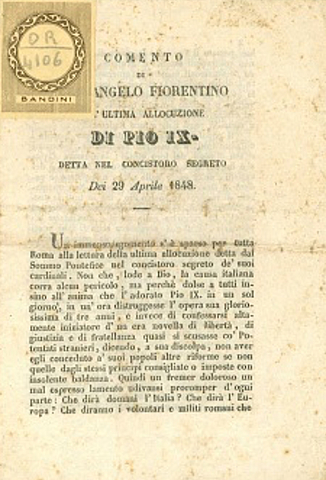 DR
4106
BANDINI
COMENTO
DI
ANGELO FIORENTINO
ULTIMA ALLOCUZIONE
DI PIO IX.
DETTA NEL CONCISTORO SEGRETO
Dei 29 Aprile 1848.
Un immenso sgomento s'è sparso per tutta
Roma alla lettura della ultima allocuzione detta dal
Sommo Pontefice nel concistoro segreto de' suoi
cardinali. Non che, lode a Dio, la causa italiana
corra alcun pericolo, ma perchè dolse a tutti in-
sino all'anima che l'adorato Pio IX. in un sol
giorno, in un'ora distruggesse l'opera sua glorio-
sissima di tre anni, e invece di confessarsi alta-
mente iniziatore d'una era novella di libertà, di
giustizia e di fratellanza quasi si scusasse co' Po-
tentati stranieri, dicendo, a sua discolpa, non aver
egli conceduto a' suoi popoli altre riforme se non
quelle dagli stessi principi consigliate o imposte con
insolente baldanza. Quindi un fremer doloroso un
mal espresso lamento udivansi prorompere d'ogni
parte: Che dirà domani l'Italia? Che dirà l'Eu-
ropa? Che diranno i volontari e militi romani che